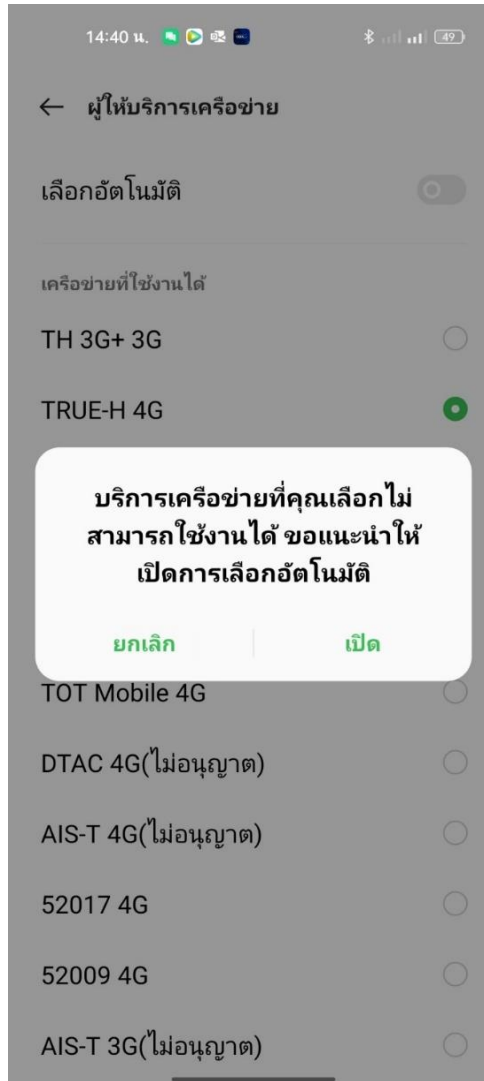 14:40 น. 49
ผู้ให้บริการเครือข่าย
เลือกอัตโนมัติ
เครือข่ายที่ใช้งานได้
TH 3G+ 3G
TRUE-H 4G
บริการเครือข่ายที่คุณเลือกไม่
สามารถใช้งานได้ ขอแนะนำให้
เปิดการเลือกอัตโนมัติ
ยกเลิก เปิด
TOT Mobile 4G
DTAC 4G(ไม่อนุญาต)
AIS-T 4G(ไม่อนุญาต)
52017 4G
52009 4G
AIS-T 3G(ไม่อนุญาต)